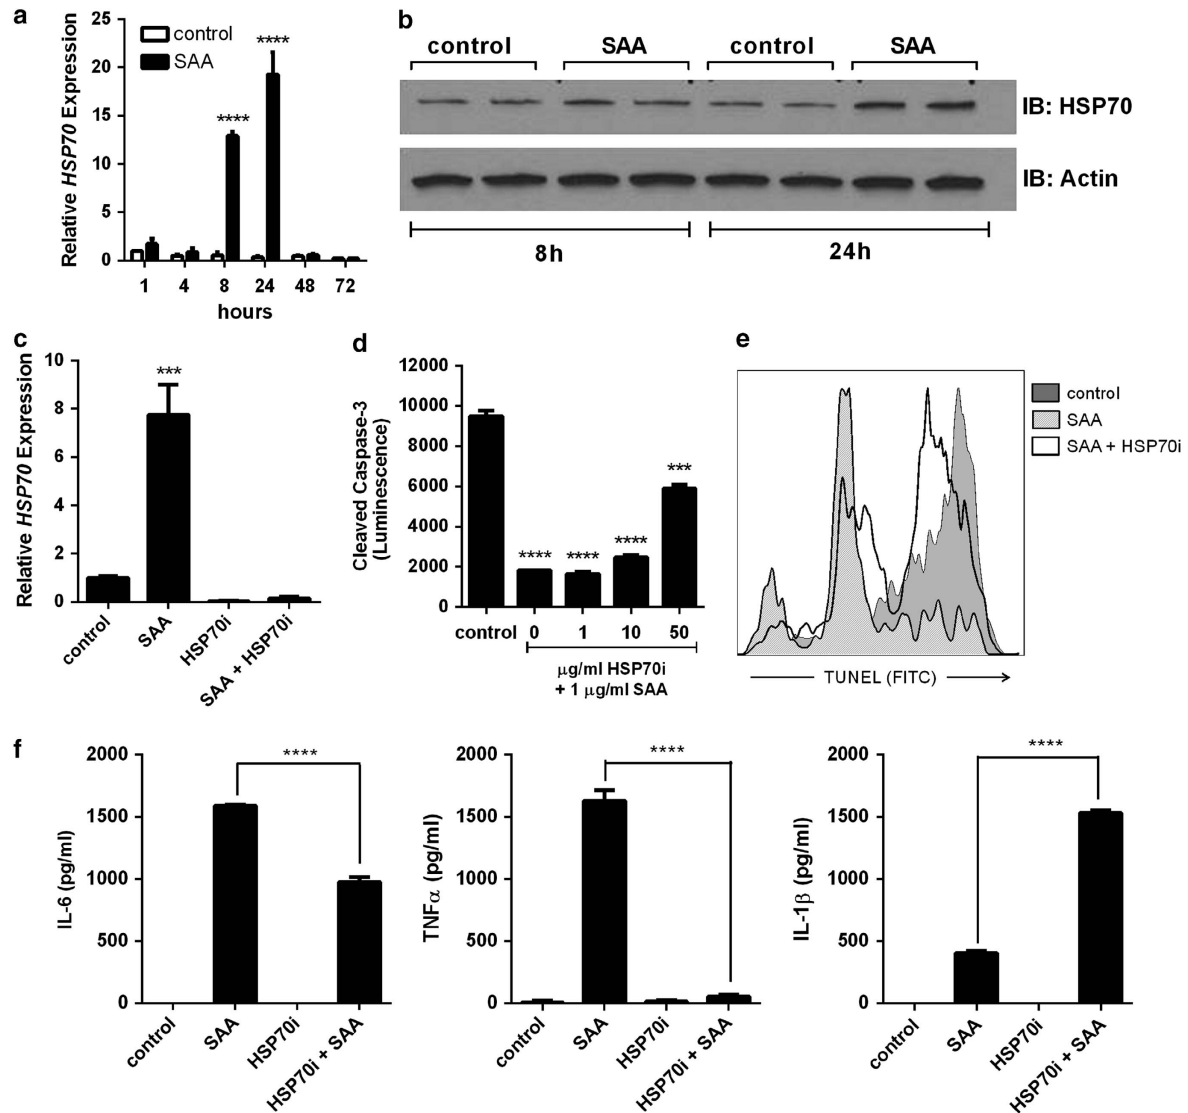 a
Relative HSP70 Expression
25
20
15
10
5
0
control
SAA
****
****
1 4 8 24 48 72
hours
b
control SAA control SAA
IB: HSP70
IB: Actin
8h 24h
c
Relative HSP70 Expression
10
8
6
4
2
0
***
control SAA HSP70i SAA + HSP70i
d
Cleaved Caspase-3
(Luminescence)
12000
10000
8000
6000
4000
2000
0
**** **** **** ***
control 0 1 10 50
μg/ml HSP70i
+ 1 μg/ml SAA
e
control
SAA
SAA + HSP70i
TUNEL (FITC)
f
IL-6 (pg/ml)
2000
1500
1000
500
0
****
control SAA HSP70i HSP70i + SAA
TNFα (pg/ml)
2000
1500
1000
500
0
****
control SAA HSP70i HSP70i + SAA
IL-1β (pg/ml)
2000
1500
1000
500
0
****
control SAA HSP70i HSP70i + SAA